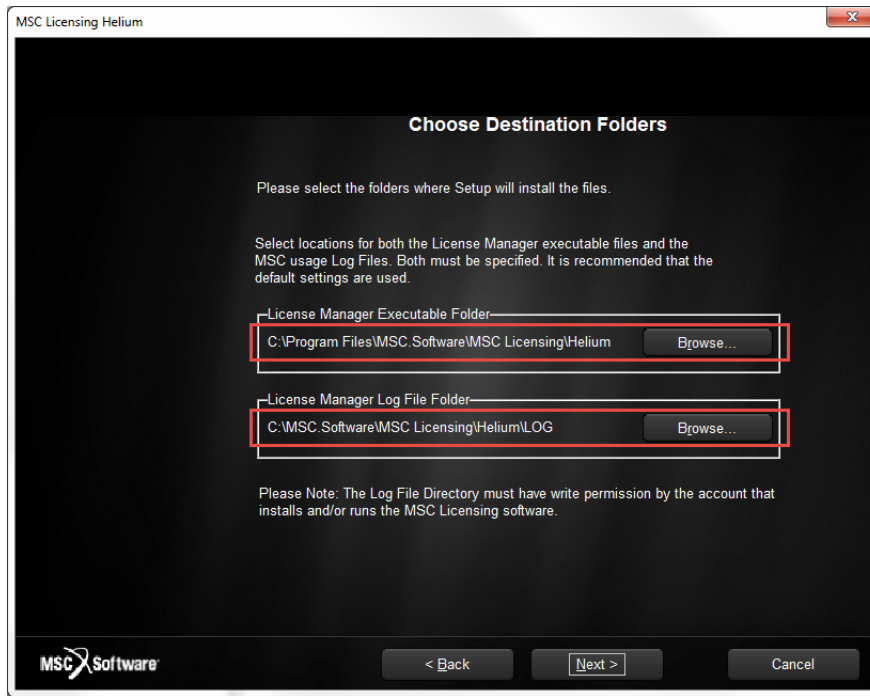 MSC Licensing Helium
Choose Destination Folders
Please select the folders where Setup will install the files.
Select locations for both the License Manager executable files and the
MSC usage Log Files. Both must be specified. It is recommended that the
default settings are used.
License Manager Executable Folder
C:\Program Files\MSC.Software\MSC Licensing\Helium
Browse...
License Manager Log File Folder
C:\MSC.Software\MSC Licensing\Helium\LOG
Browse...
Please Note: The Log File Directory must have write permission by the account that
installs and/or runs the MSC Licensing software.
MSC Software
< Back
Next >
Cancel